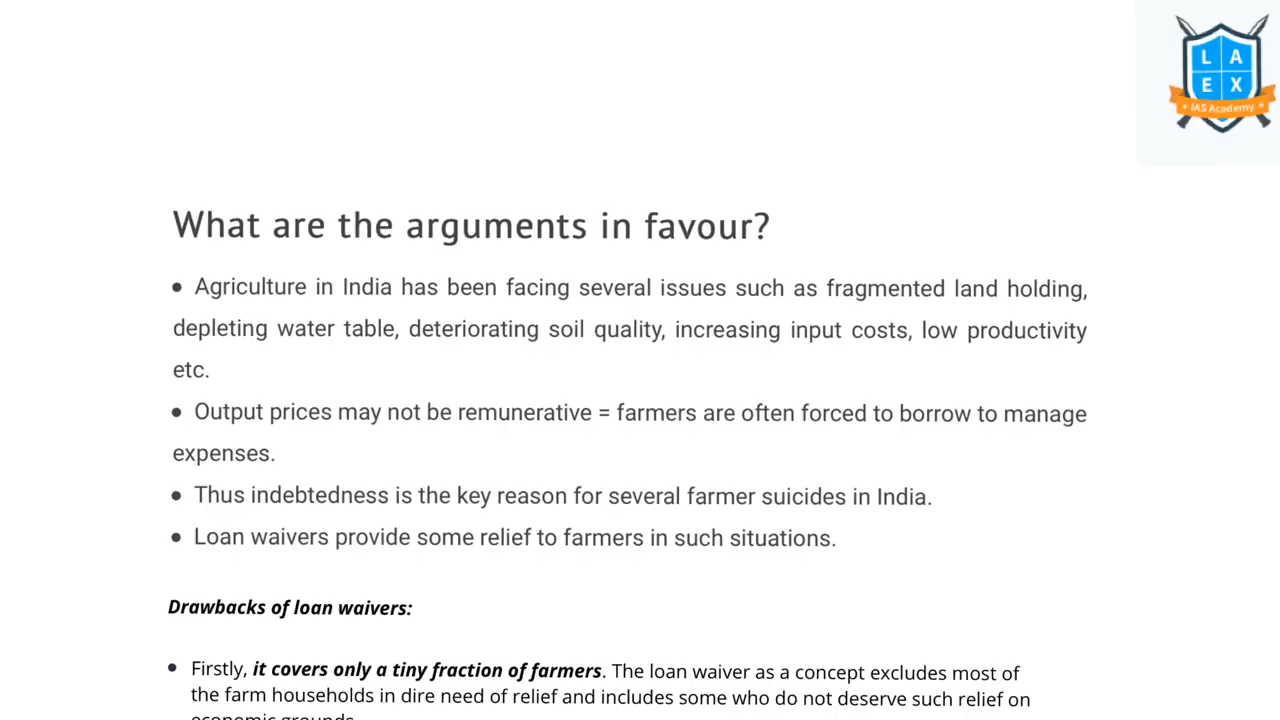 L A
E X
IAS Academy
What are the arguments in favour?
• Agriculture in India has been facing several issues such as fragmented land holding,
depleting water table, deteriorating soil quality, increasing input costs, low productivity
etc.
• Output prices may not be remunerative = farmers are often forced to borrow to manage
expenses.
• Thus indebtedness is the key reason for several farmer suicides in India.
• Loan waivers provide some relief to farmers in such situations.
Drawbacks of loan waivers:
• Firstly, it covers only a tiny fraction of farmers. The loan waiver as a concept excludes most of
the farm households in dire need of relief and includes some who do not deserve such relief on
economic grounds.